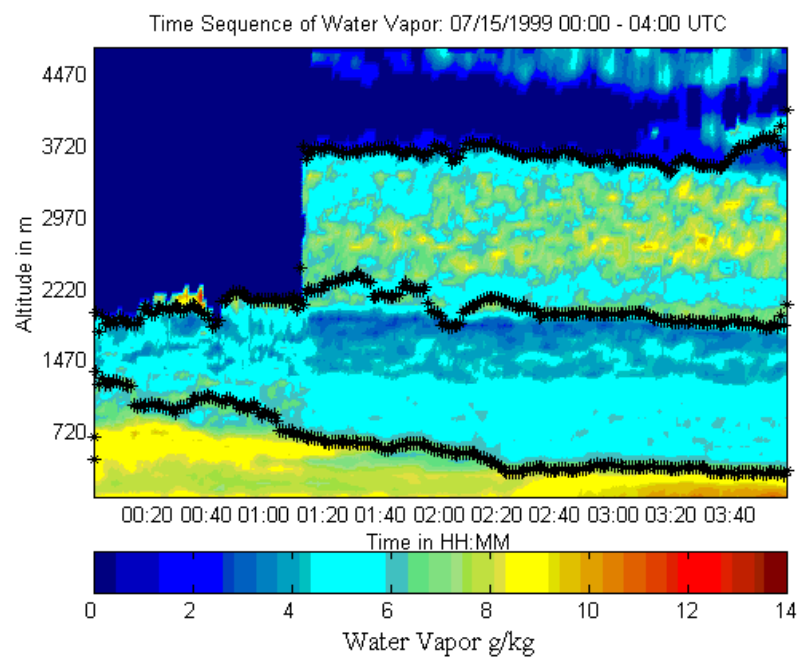 Time Sequence of Water Vapor: 07/15/1999 00:00 - 04:00 UTC
4470
3720
2970
2220
1470
720
Altitude in m
00:20 00:40 01:00 01:20 01:40 02:00 02:20 02:40 03:00 03:20 03:40
Time in HH:MM
0 2 4 6 8 10 12 14
Water Vapor g/kg